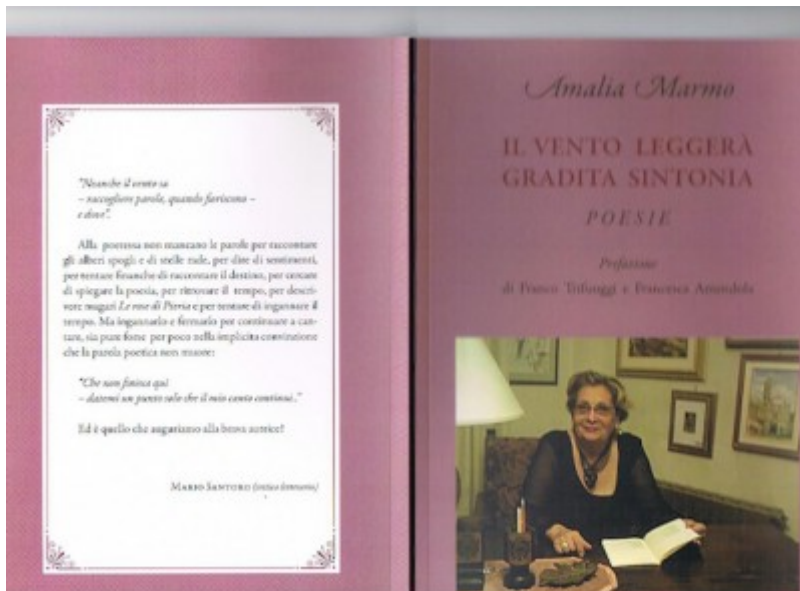 "Neanche il vento sa
– raccogliere parole, quando fioriscono –
e dove".
Alla poetessa non mancano le parole per raccontare
gli alberi spogli e di stelle rade, per dire di sentimenti,
per tentare finanche di raccontare il destino, per cercare
di spiegare la poesia, per ritrovare il tempo, per descri-
vere magari Le rose di Pieria e per tentare di ingannare il
tempo. Ma ingannarlo e fermarlo per continuare a can-
tare, sia pure forse per poco nella implicita convinzione
che la parola poetica non muore:
"Che non finisca qui
– datemi un punto solo che il mio canto continui."
Ed è quello che auguriamo alla brava autrice!
MARIO SANTORO (critico letterario)
Amalia Marmo
IL VENTO LEGGERÀ
GRADITA SINTONIA
POESIE
Prefazione
di Franco Trifuoggi e Francesca Amendola